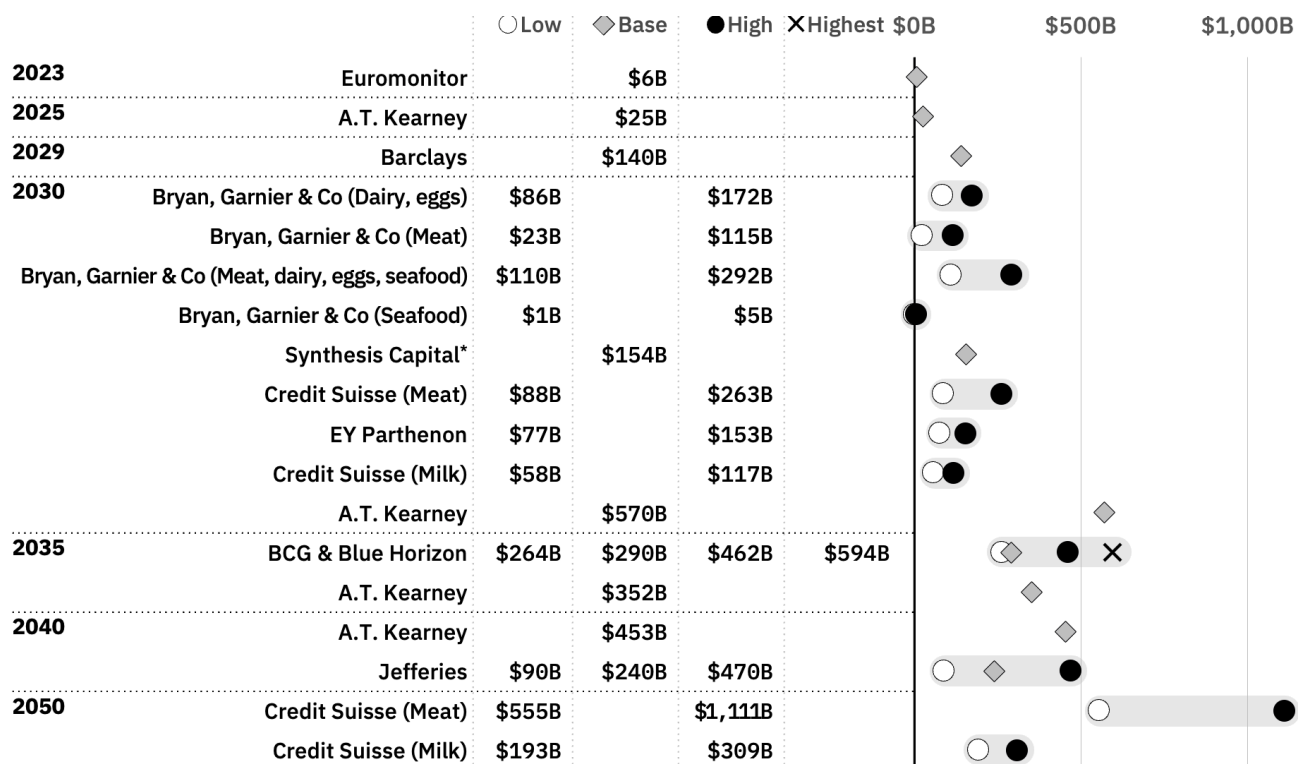 Low Base High Highest $0B $500B $1,000B
2023 Euromonitor $6B
2025 A.T. Kearney $25B
2029 Barclays $140B
2030 Bryan, Garnier & Co (Dairy, eggs) $86B $172B
Bryan, Garnier & Co (Meat) $23B $115B
Bryan, Garnier & Co (Meat, dairy, eggs, seafood) $110B $292B
Bryan, Garnier & Co (Seafood) $1B $5B
Synthesis Capital* $154B
Credit Suisse (Meat) $88B $263B
EY Parthenon $77B $153B
Credit Suisse (Milk) $58B $117B
A.T. Kearney $570B
2035 BCG & Blue Horizon $264B $290B $462B $594B
A.T. Kearney $352B
2040 A.T. Kearney $453B
Jefferies $90B $240B $470B
2050 Credit Suisse (Meat) $555B $1,111B
Credit Suisse (Milk) $193B $309B